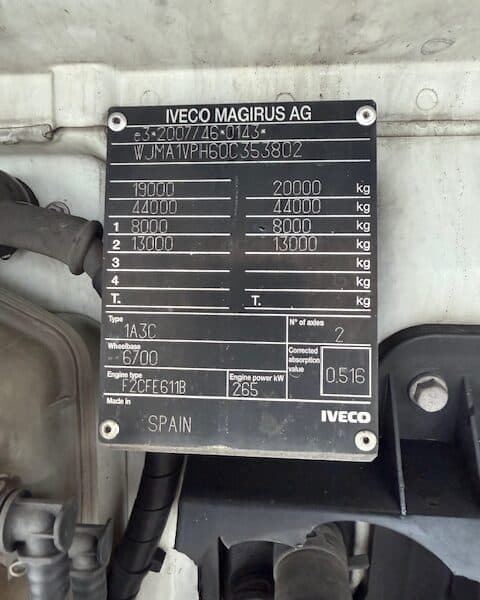 IVECO MAGIRUS AG
e3*2007/46*0143*
WJMA1VPH60C353802
19000 20000 kg
44000 44000 kg
1 8000 8000 kg
2 13000 13000 kg
3 kg
4 kg
T. T. kg
Type N° of axles
1A3C 2
Wheelbase Corrected absorption value
6700 0.516
Engine type Engine power kW
F2CFE611B 265
Made in IVECO
SPAIN